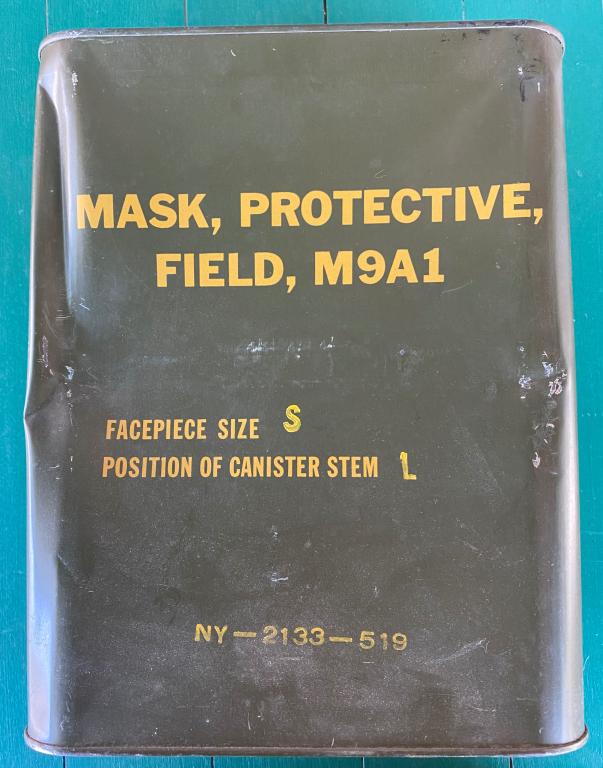 MASK, PROTECTIVE,
FIELD, M9A1
FACEPIECE SIZE S
POSITION OF CANISTER STEM L
NY-2133-519